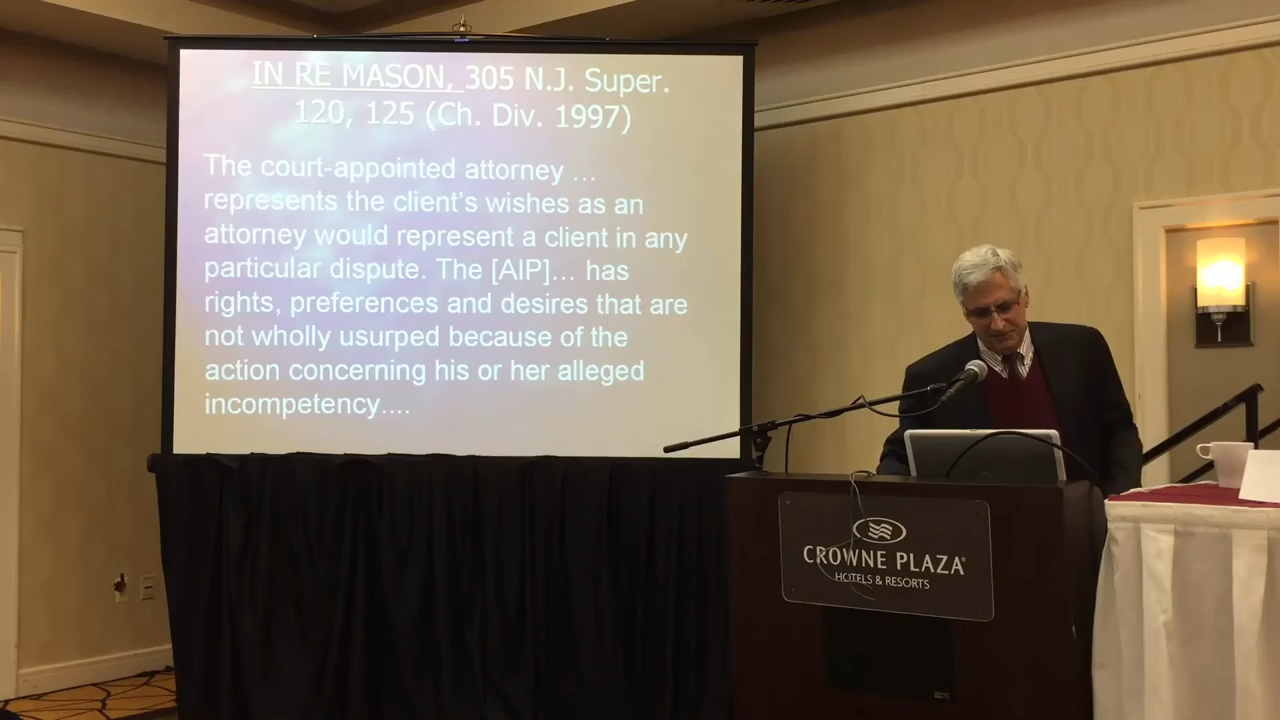 IN RE MASON, 305 N.J. Super.
120, 125 (Ch. Div. 1997)
The court-appointed attorney …
represents the client's wishes as an
attorney would represent a client in any
particular dispute. The [AIP]… has
rights, preferences and desires that are
not wholly usurped because of the
action concerning his or her alleged
incompetency....
CROWNE PLAZA
HOTELS & RESORTS